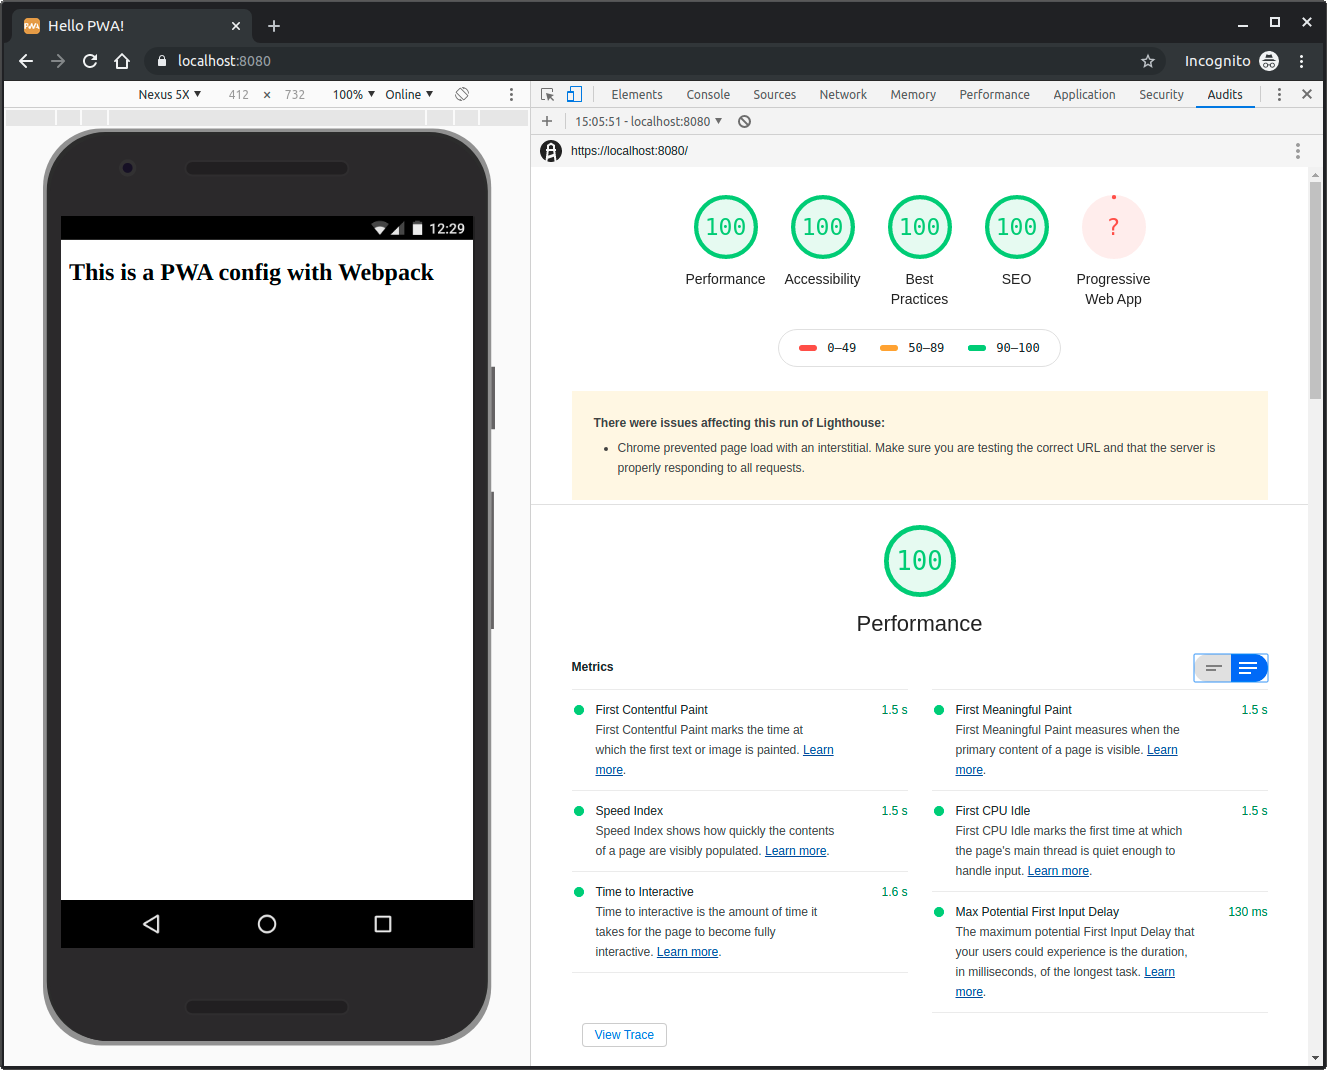 PWA Hello PWA!
localhost:8080
Incognito
Nexus 5X 412 × 732 100% Online
Elements Console Sources Network Memory Performance Application Security Audits
15:05:51 - localhost:8080
https://localhost:8080/
12:29
This is a PWA config with Webpack
100 100 100 100 ?
Performance Accessibility Best Practices SEO Progressive Web App
0–49 50–89 90–100
There were issues affecting this run of Lighthouse:
• Chrome prevented page load with an interstitial. Make sure you are testing the correct URL and that the server is
properly responding to all requests.
100
Performance
Metrics
First Contentful Paint 1.5 s
First Contentful Paint marks the time at
which the first text or image is painted. Learn
more.
First Meaningful Paint 1.5 s
First Meaningful Paint measures when the
primary content of a page is visible. Learn
more.
Speed Index 1.5 s
Speed Index shows how quickly the contents
of a page are visibly populated. Learn more.
First CPU Idle 1.5 s
First CPU Idle marks the first time at which
the page's main thread is quiet enough to
handle input. Learn more.
Time to Interactive 1.6 s
Time to interactive is the amount of time it
takes for the page to become fully
interactive. Learn more.
Max Potential First Input Delay 130 ms
The maximum potential First Input Delay that
your users could experience is the duration,
in milliseconds, of the longest task. Learn
more.
View Trace